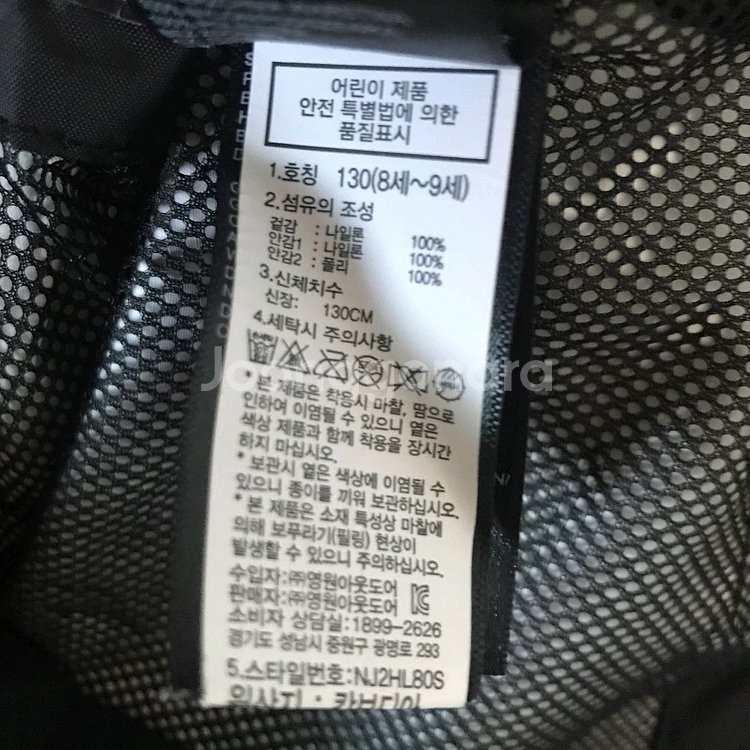 어린이 제품
안전 특별법에 의한
품질표시
1.호칭 130(8세~9세)
2.섬유의 조성
겉감 : 나일론 100%
안감1 : 나일론 100%
안감2 : 폴리 100%
3.신체치수
신장: 130CM
4.세탁시 주의사항
* 본 제품은 착용시 마찰, 땀으로
인하여 이염될 수 있으니 옅은
색상 제품과 함께 착용을 장시간
하지 마십시오.
* 보관시 옅은 색상에 이염될 수
있으니 종이를 끼워 보관하십시오.
* 본 제품은 소재 특성상 마찰에
의해 보푸라기(필링) 현상이
발생할 수 있으니 주의하십시오.
수입자:㈜영원아웃도어
판매자:㈜영원아웃도어
소비자 상담실:1899-2626
경기도 성남시 중원구 광명로 293
5.스타일번호:NJ2HL80S